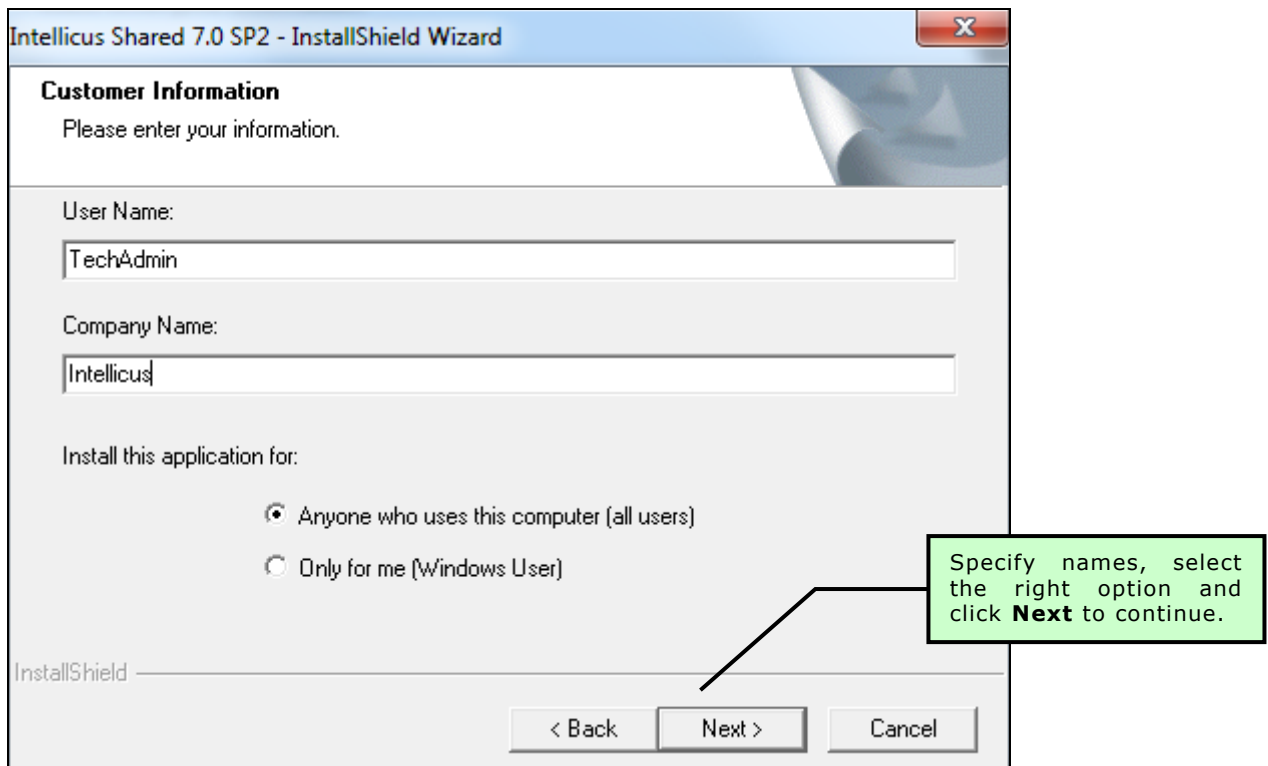 Intellicus Shared 7.0 SP2 - InstallShield Wizard
Customer Information
Please enter your information.
User Name:
TechAdmin
Company Name:
Intellicus
Install this application for:
Anyone who uses this computer (all users)
Only for me (Windows User)
Specify names, select
the right option and
click Next to continue.
InstallShield
< Back
Next >
Cancel